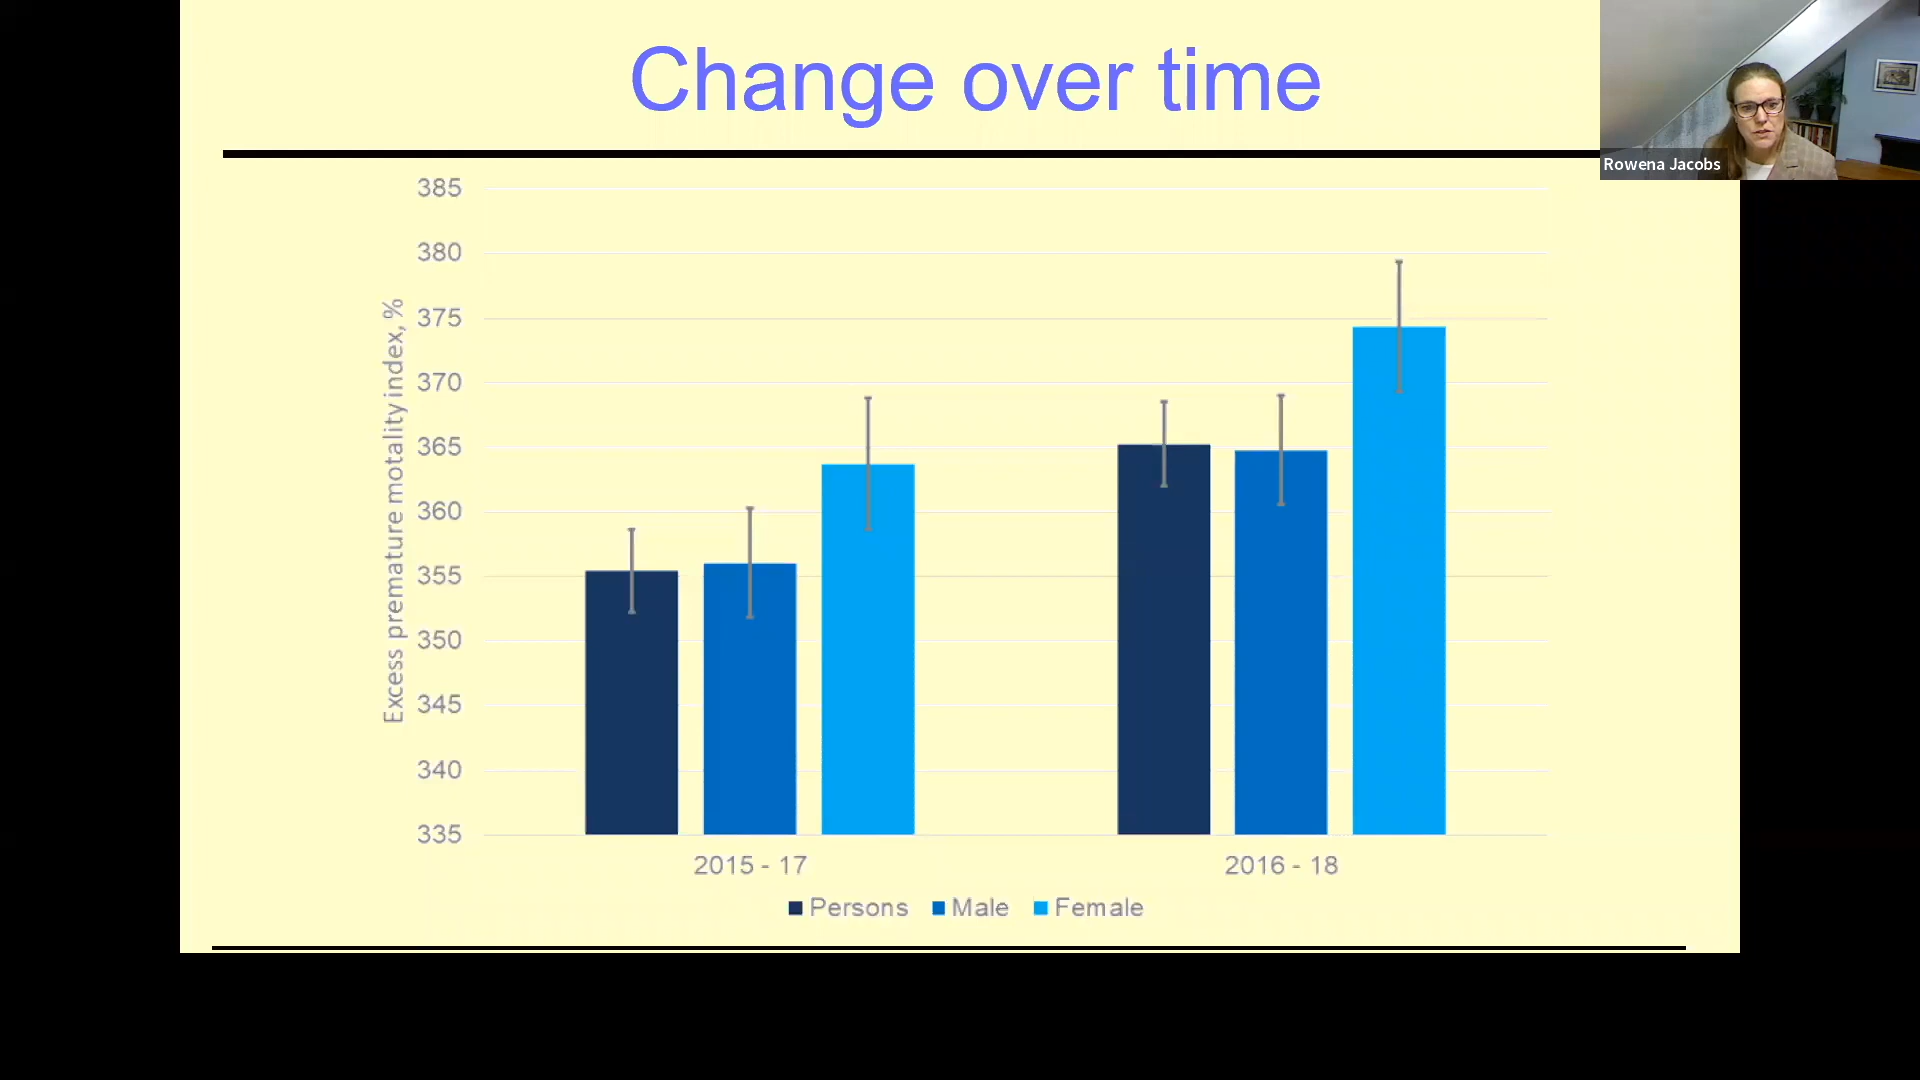 Change over time
Rowena Jacobs
Excess premature motality index, %
385
380
375
370
365
360
355
350
345
340
335
2015 - 17
2016 - 18
Persons
Male
Female